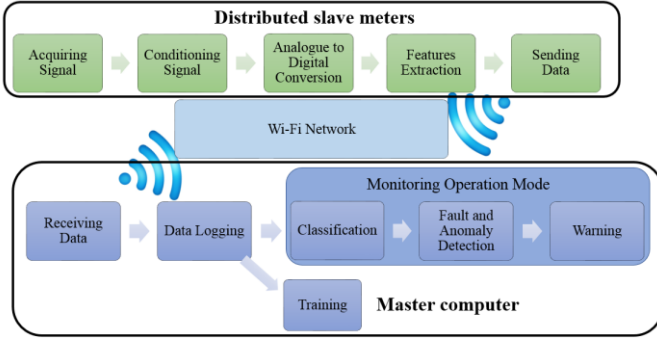 Distributed slave meters
Acquiring
Signal
Conditioning
Signal
Analogue to
Digital
Conversion
Features
Extraction
Sending
Data
Wi-Fi Network
Monitoring Operation Mode
Receiving
Data
Data Logging
Classification
Fault and
Anomaly
Detection
Warning
Training
Master computer